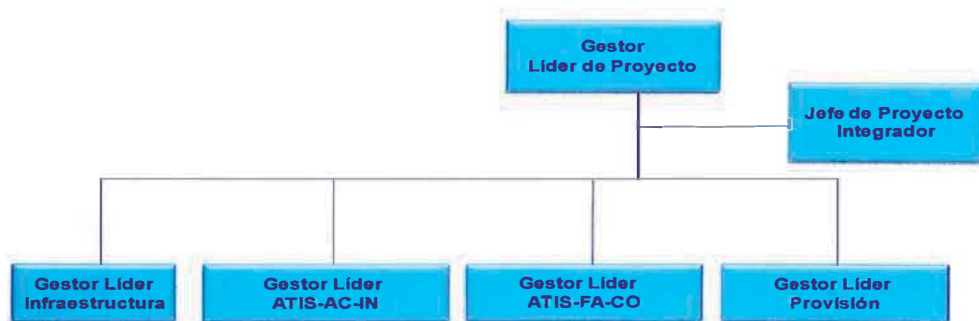 Gestor
Líder de Proyecto
Jefe de Proyecto
Integrador
Gestor Líder
Infraestructura
Gestor Líder
ATIS-AC-IN
Gestor Líder
ATIS-FA-CO
Gestor Líder
Provisión